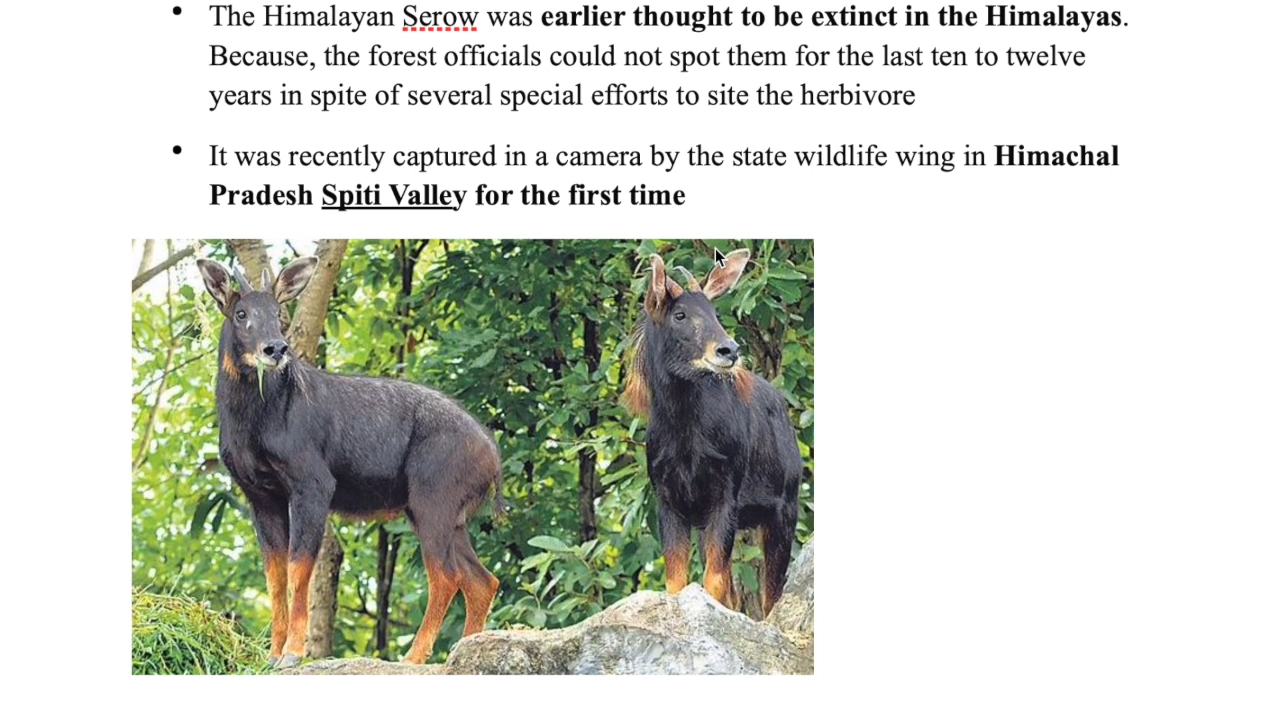 • The Himalayan Serow was earlier thought to be extinct in the Himalayas.
Because, the forest officials could not spot them for the last ten to twelve
years in spite of several special efforts to site the herbivore
• It was recently captured in a camera by the state wildlife wing in Himachal
Pradesh Spiti Valley for the first time